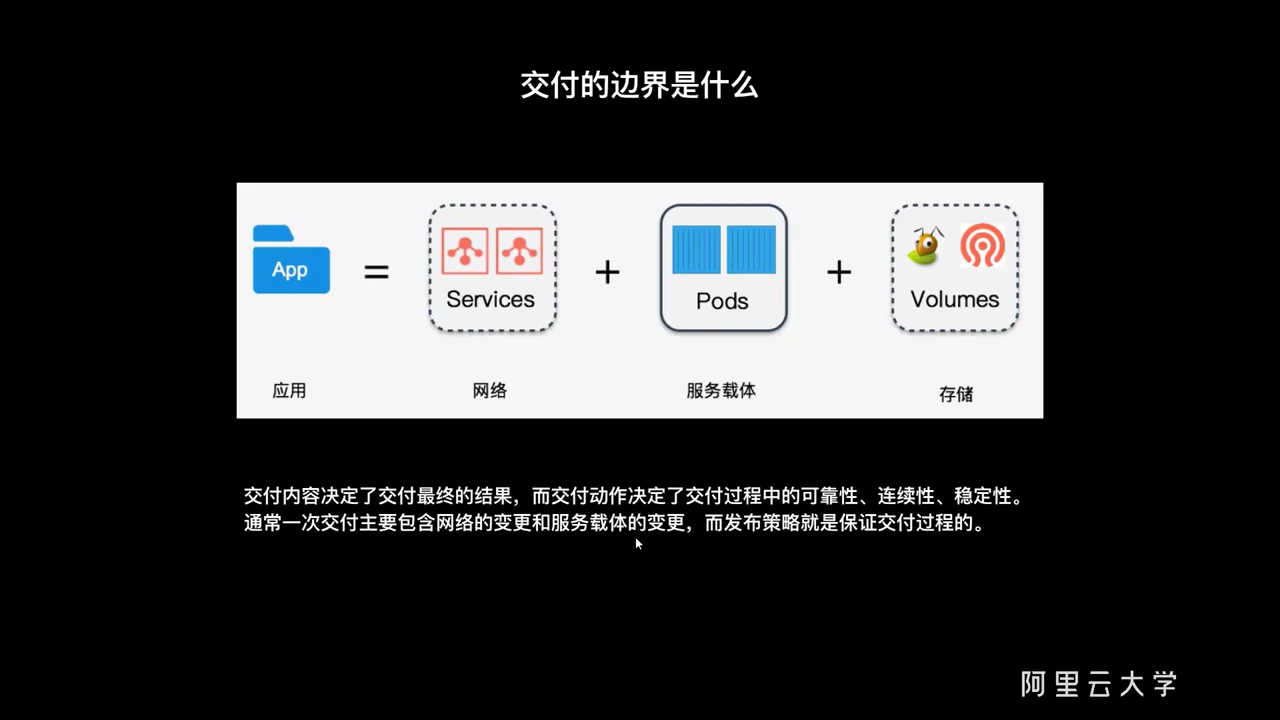 交付的边界是什么
App = Services + Pods + Volumes
应用 网络 服务载体 存储
交付内容决定了交付最终的结果，而交付动作决定了交付过程中的可靠性、连续性、稳定性。
通常一次交付主要包含网络的变更和服务载体的变更，而发布策略就是保证交付过程的。
阿里云大学